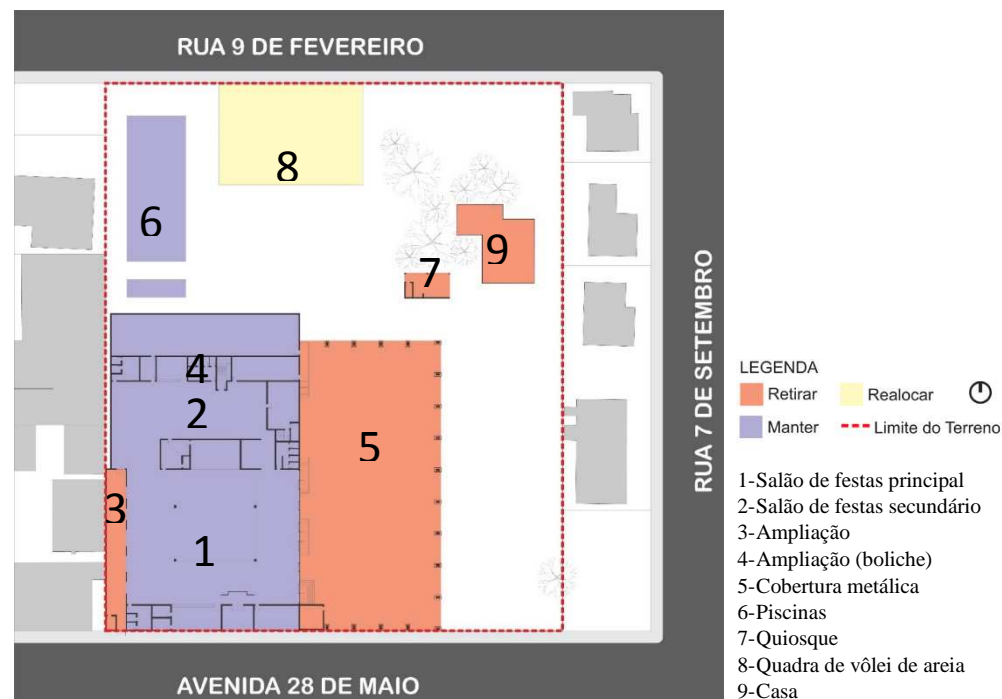 RUA 9 DE FEVEREIRO
8
6
9
7
4
2
5
3
1
RUA 7 DE SETEMBRO
AVENIDA 28 DE MAIO
LEGENDA
Retirar
Realocar
Manter
Limite do Terreno
1-Salão de festas principal
2-Salão de festas secundário
3-Ampliação
4-Ampliação (boliche)
5-Cobertura metálica
6-Piscinas
7-Quiosque
8-Quadra de vôlei de areia
9-Casa